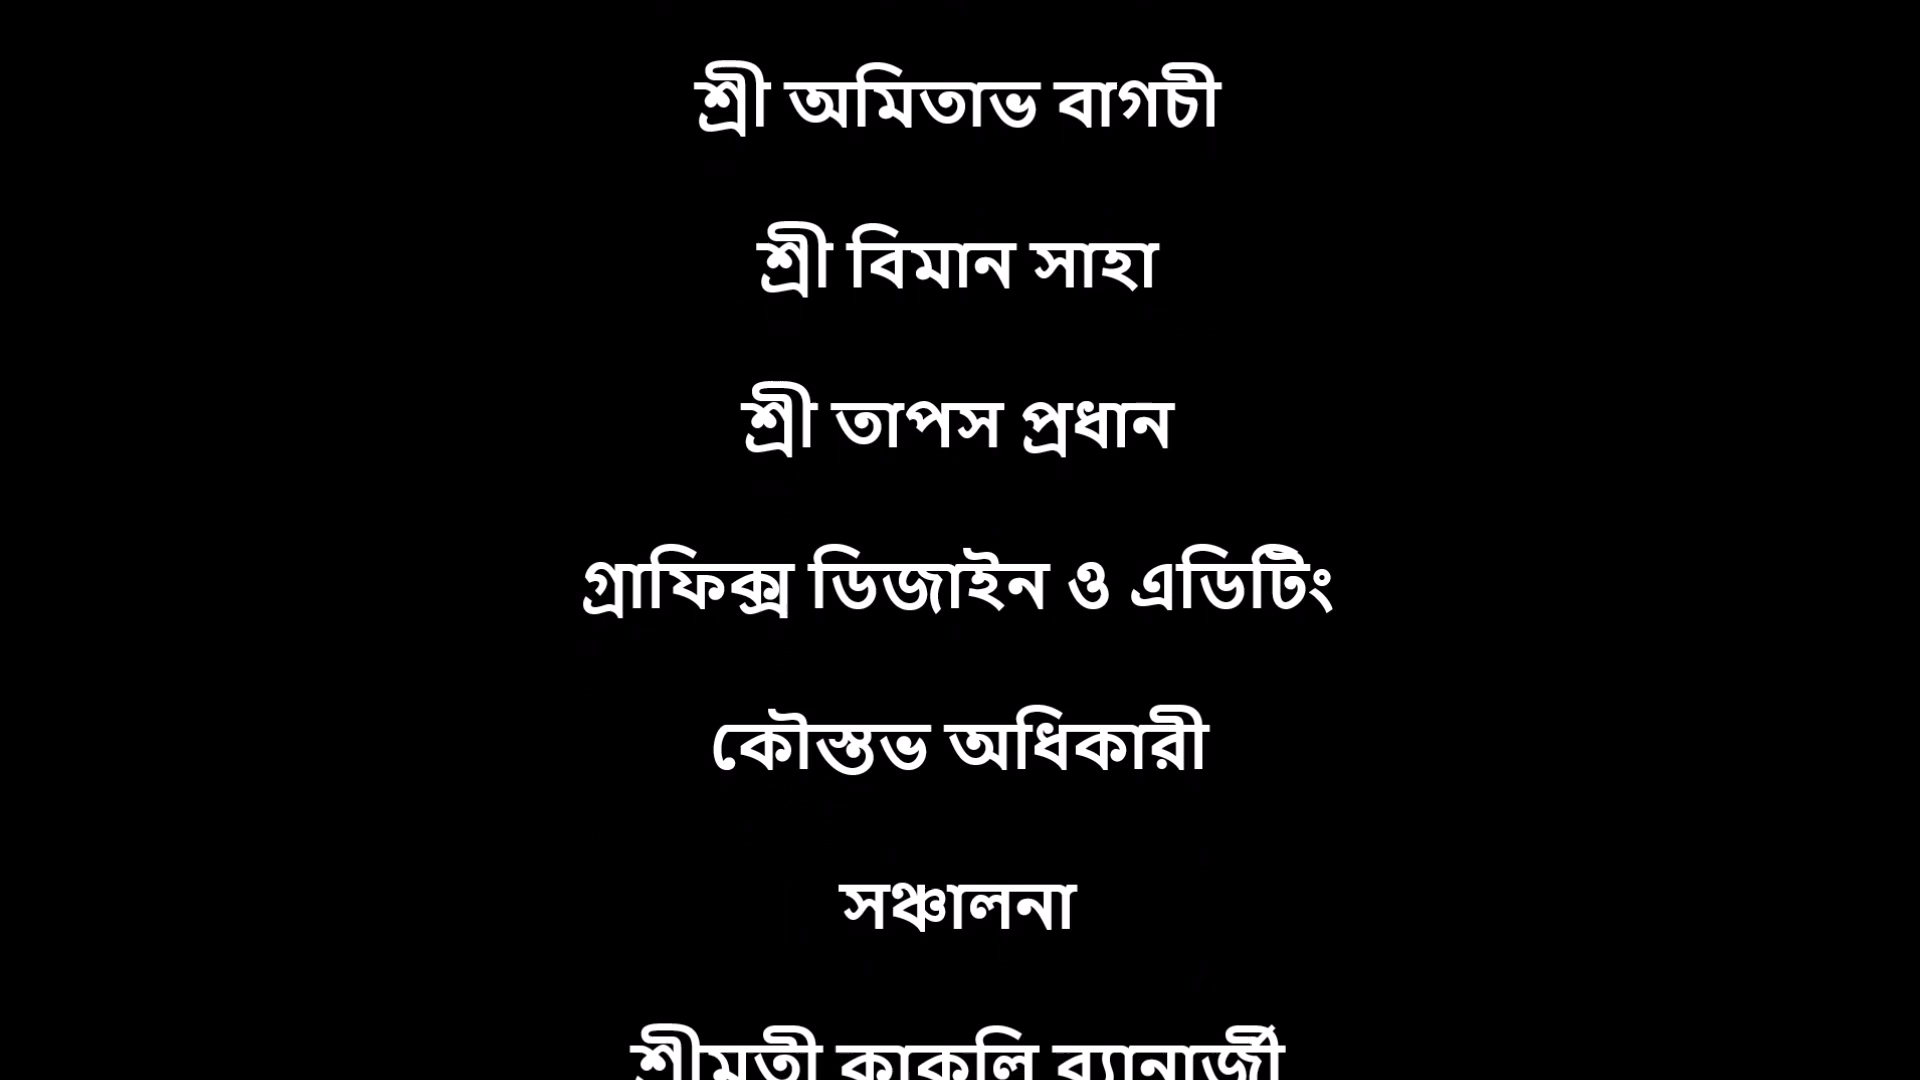 শ্রী অমিতাভ বাগচী
শ্রী বিমান সাহা
শ্রী তাপস প্রধান
গ্রাফিক্স ডিজাইন ও এডিটিং
কৌস্তভ অধিকারী
সঞ্চালনা
শ্রীমতী কাকলি ব্যানার্জী